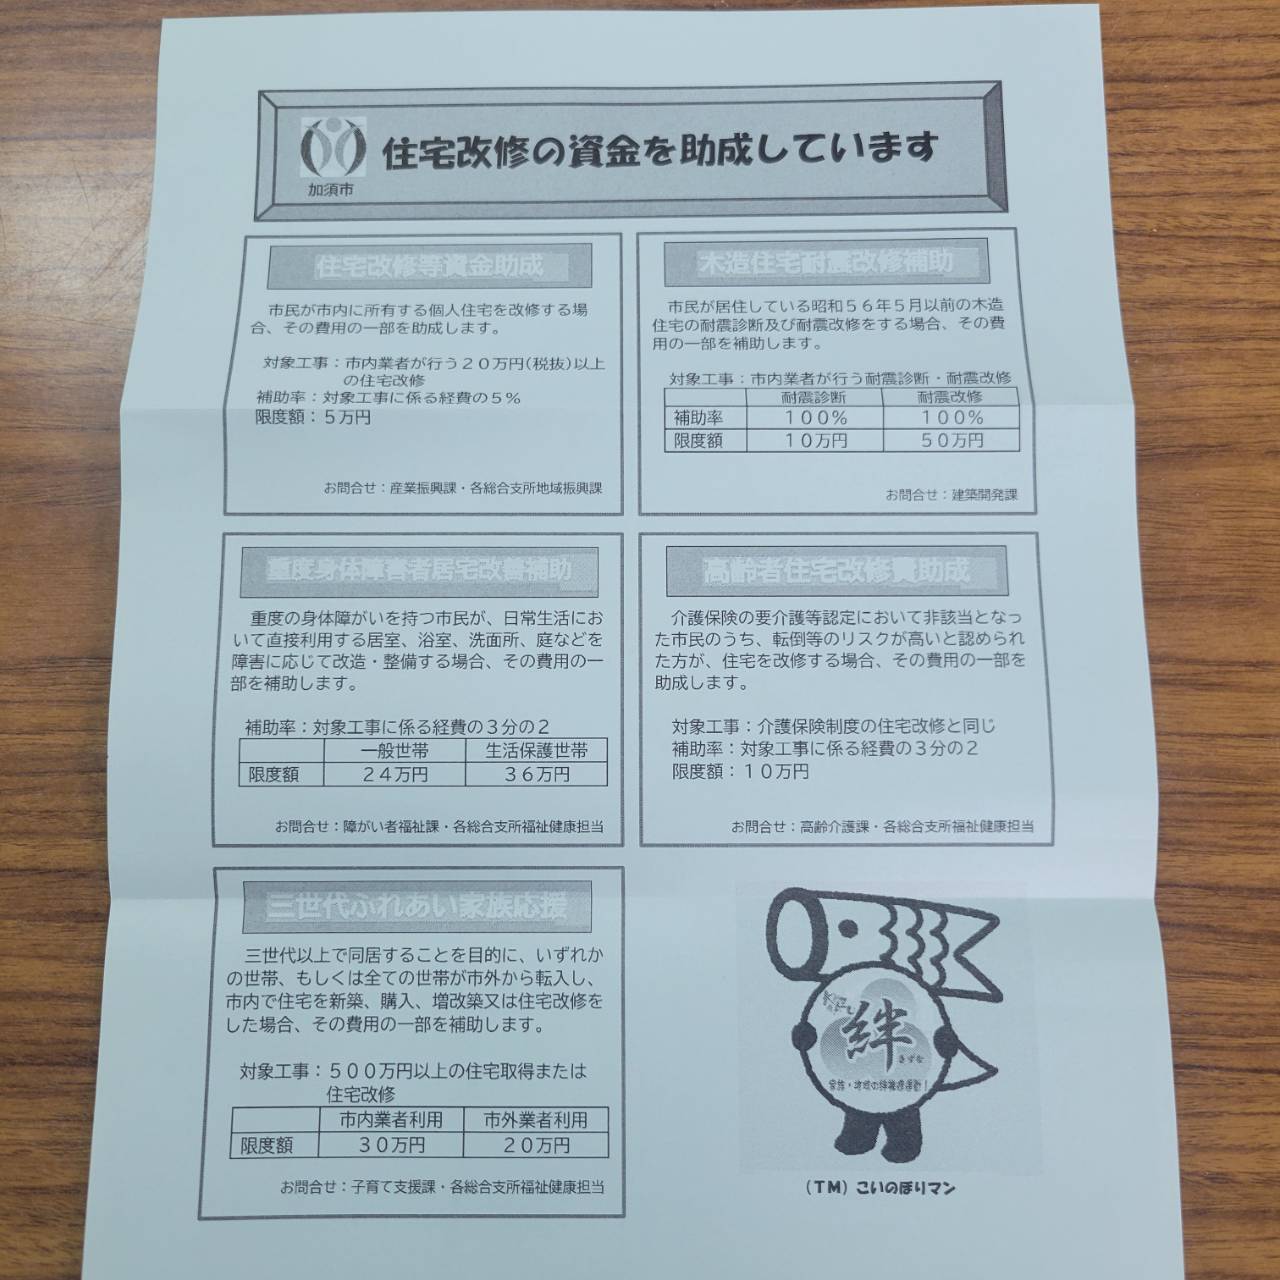 加須市
住宅改修の資金を助成しています
住宅改修等資金助成
市民が市内に所有する個人住宅を改修する場
合、その費用の一部を助成します。
対象工事：市内業者が行う２０万円(税抜)以上
の住宅改修
補助率：対象工事に係る経費の５％
限度額：５万円
お問合せ：産業振興課・各総合支所地域振興課
木造住宅耐震改修補助
市民が居住している昭和５６年５月以前の木造
住宅の耐震診断及び耐震改修をする場合、その費
用の一部を補助します。
対象工事：市内業者が行う耐震診断・耐震改修
耐震診断 耐震改修
補助率 １００％ １００％
限度額 １０万円 ５０万円
お問合せ：建築開発課
重度身体障害者居宅改善補助
重度の身体障がいを持つ市民が、日常生活にお
いて直接利用する居室、浴室、洗面所、庭などを
障害に応じて改造・整備する場合、その費用の一
部を補助します。
補助率：対象工事に係る経費の３分の２
一般世帯 生活保護世帯
限度額 ２４万円 ３６万円
お問合せ：障がい者福祉課・各総合支所福祉健康担当
高齢者住宅改修費助成
介護保険の要介護等認定において非該当となっ
た市民のうち、転倒等のリスクが高いと認められ
た方が、住宅を改修する場合、その費用の一部を
助成します。
対象工事：介護保険制度の住宅改修と同じ
補助率：対象工事に係る経費の３分の２
限度額：１０万円
お問合せ：高齢介護課・各総合支所福祉健康担当
三世代ふれあい家族応援
三世代以上で同居することを目的に、いずれか
の世帯、もしくは全ての世帯が市外から転入し、
市内で住宅を新築、購入、増改築又は住宅改修を
した場合、その費用の一部を補助します。
対象工事：５００万円以上の住宅取得または
住宅改修
市内業者利用 市外業者利用
限度額 ３０万円 ２０万円
お問合せ：子育て支援課・各総合支所福祉健康担当
絆
きずな
（ＴＭ）こいのぼりマン